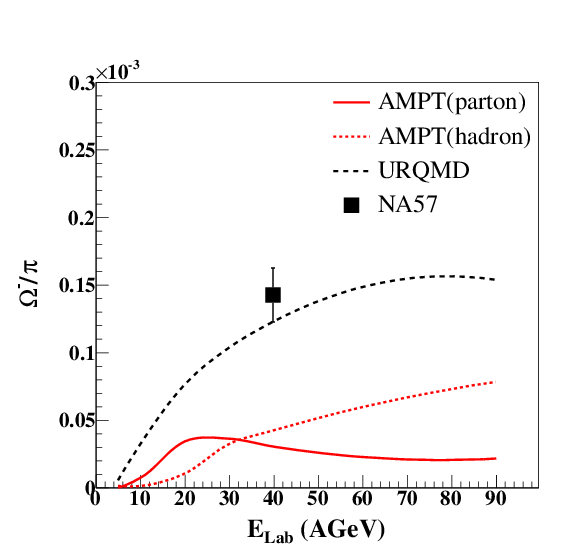 ×10⁻³
0.3
0.25
0.2
0.15
0.1
0.05
0
Ω⁻/π
AMPT(parton)
AMPT(hadron)
URQMD
NA57
0 10 20 30 40 50 60 70 80 90
E_Lab (AGeV)